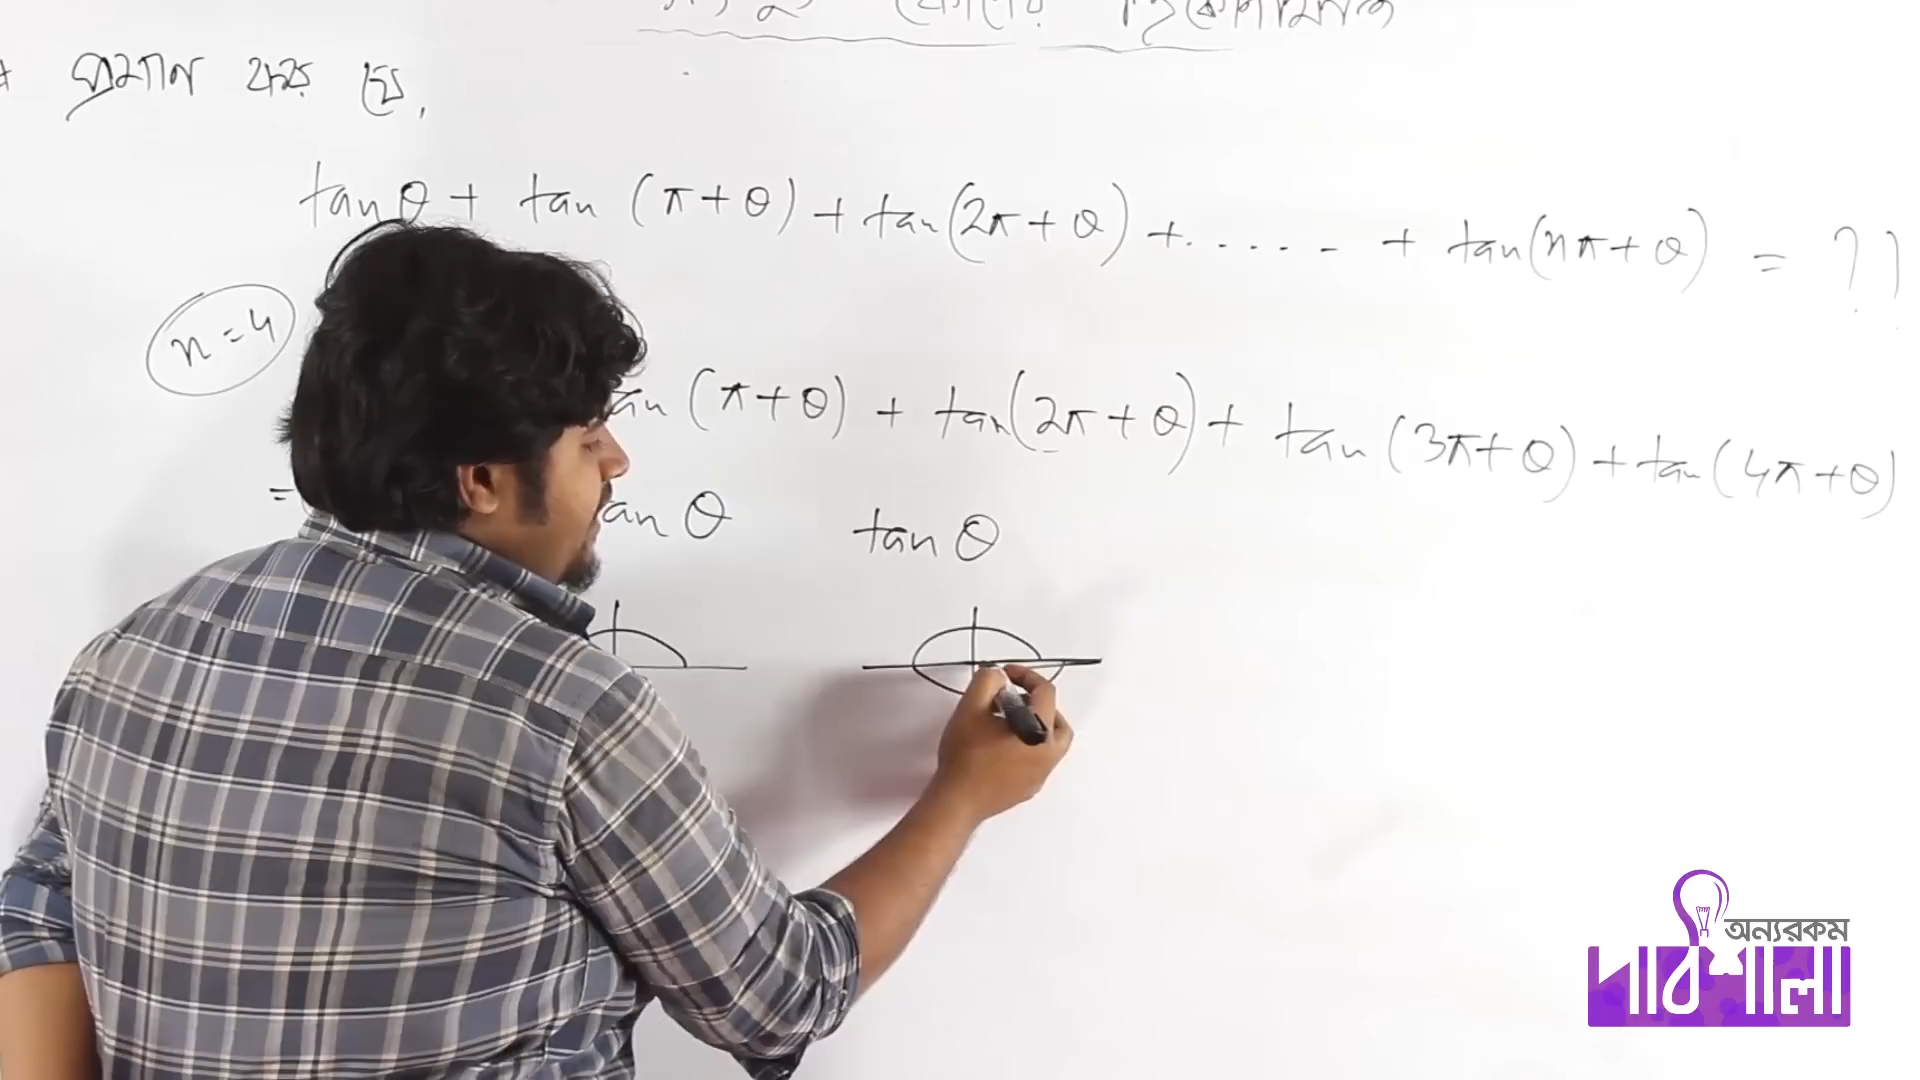 কোণের ত্রিকোণমিতি
* প্রমাণ কর যে,
tan θ + tan (π + θ) + tan (2π + θ) + ..... + tan (nπ + θ) = ??
n = 4
tan (π + θ) + tan (2π + θ) + tan (3π + θ) + tan (4π + θ)
= tan θ tan θ
অন্যরকম
পাঠশালা